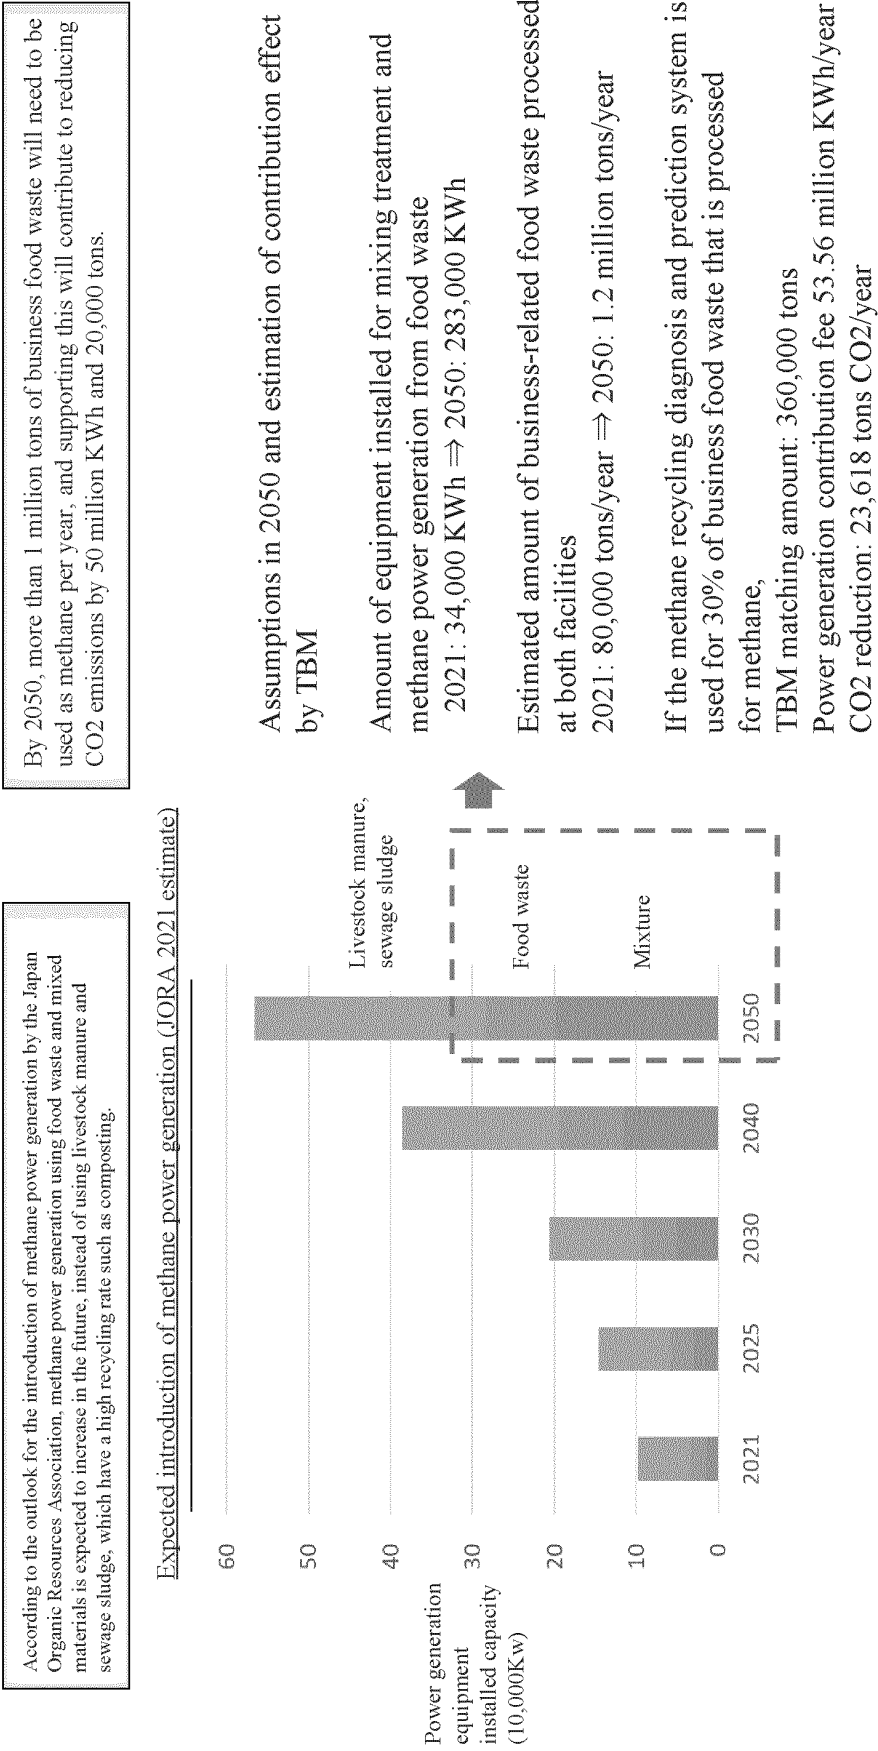 According to the outlook for the introduction of methane power generation by the Japan
Organic Resources Association, methane power generation using food waste and mixed
materials is expected to increase in the future, instead of using livestock manure and
sewage sludge, which have a high recycling rate such as composting.
By 2050, more than 1 million tons of business food waste will need to be
used as methane per year, and supporting this will contribute to reducing
CO2 emissions by 50 million KWh and 20,000 tons.
Expected introduction of methane power generation (JORA 2021 estimate)
Power generation
equipment
installed capacity
(10,000Kw)
60
50
40
30
20
10
0
2021
2025
2030
2040
2050
Livestock manure,
sewage sludge
Food waste
Mixture
Assumptions in 2050 and estimation of contribution effect
by TBM
Amount of equipment installed for mixing treatment and
methane power generation from food waste
2021: 34,000 KWh ⇒ 2050: 283,000 KWh
Estimated amount of business-related food waste processed
at both facilities
2021: 80,000 tons/year ⇒ 2050: 1.2 million tons/year
If the methane recycling diagnosis and prediction system is
used for 30% of business food waste that is processed
for methane,
TBM matching amount: 360,000 tons
Power generation contribution fee 53.56 million KWh/year
CO2 reduction: 23,618 tons CO2/year